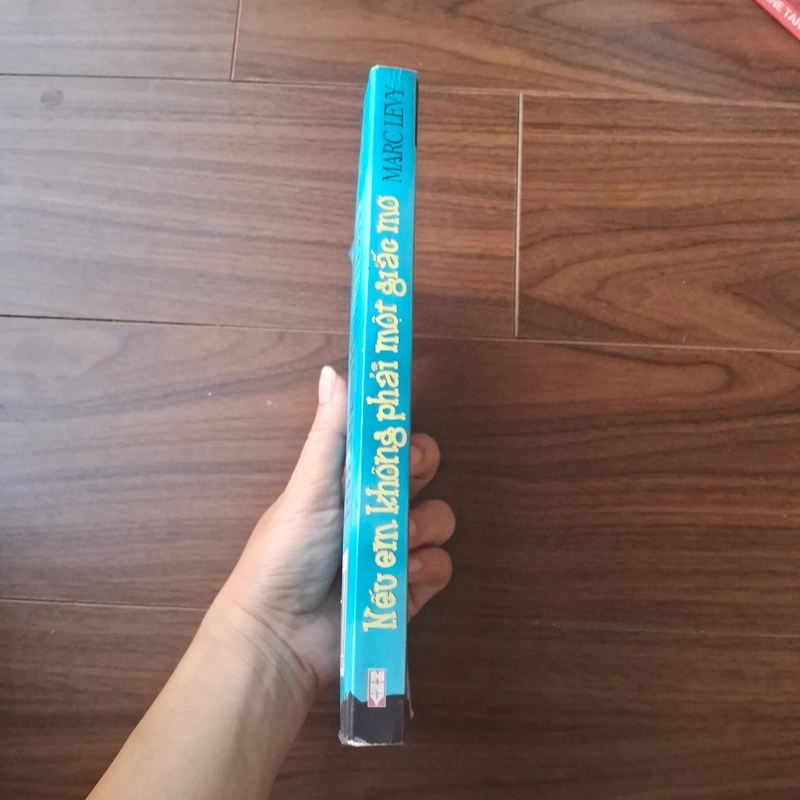 MARC LEVY
Nếu em không phải một giấc mơ